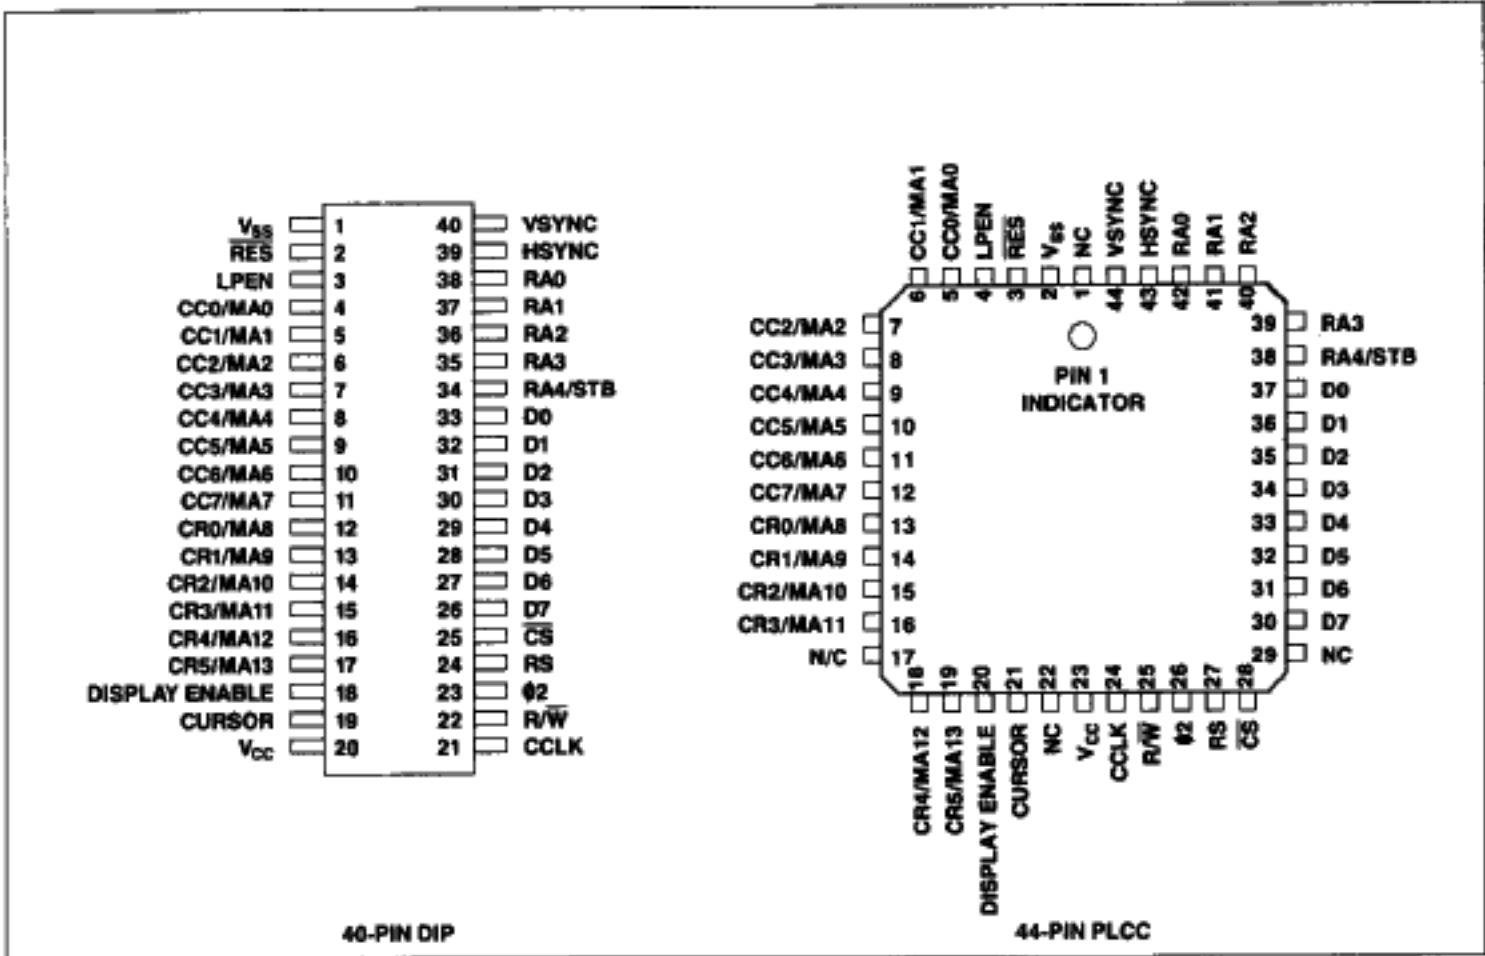 V_SS 1 40 VSYNC
R̅E̅S̅ 2 39 HSYNC
LPEN 3 38 RA0
CC0/MA0 4 37 RA1
CC1/MA1 5 36 RA2
CC2/MA2 6 35 RA3
CC3/MA3 7 34 RA4/STB
CC4/MA4 8 33 D0
CC5/MA5 9 32 D1
CC6/MA6 10 31 D2
CC7/MA7 11 30 D3
CR0/MA8 12 29 D4
CR1/MA9 13 28 D5
CR2/MA10 14 27 D6
CR3/MA11 15 26 D7
CR4/MA12 16 25 C̅S̅
CR5/MA13 17 24 RS
DISPLAY ENABLE 18 23 ϕ2
CURSOR 19 22 R/W̅
V_CC 20 21 CCLK
40-PIN DIP
CC1/MA1 CC0/MA0 LPEN R̅E̅S̅ V_SS NC VSYNC HSYNC RA0 RA1 RA2
6 5 4 3 2 1 44 43 42 41 40
CC2/MA2 7 39 RA3
CC3/MA3 8 38 RA4/STB
CC4/MA4 9 37 D0
CC5/MA5 10 36 D1
CC6/MA6 11 35 D2
CC7/MA7 12 34 D3
CR0/MA8 13 33 D4
CR1/MA9 14 32 D5
CR2/MA10 15 31 D6
CR3/MA11 16 30 D7
N/C 17 29 NC
PIN 1
INDICATOR
18 19 20 21 22 23 24 25 26 27 28
CR4/MA12 CR5/MA13 DISPLAY ENABLE CURSOR NC V_CC CCLK R/W̅ ϕ2 RS C̅S̅
44-PIN PLCC